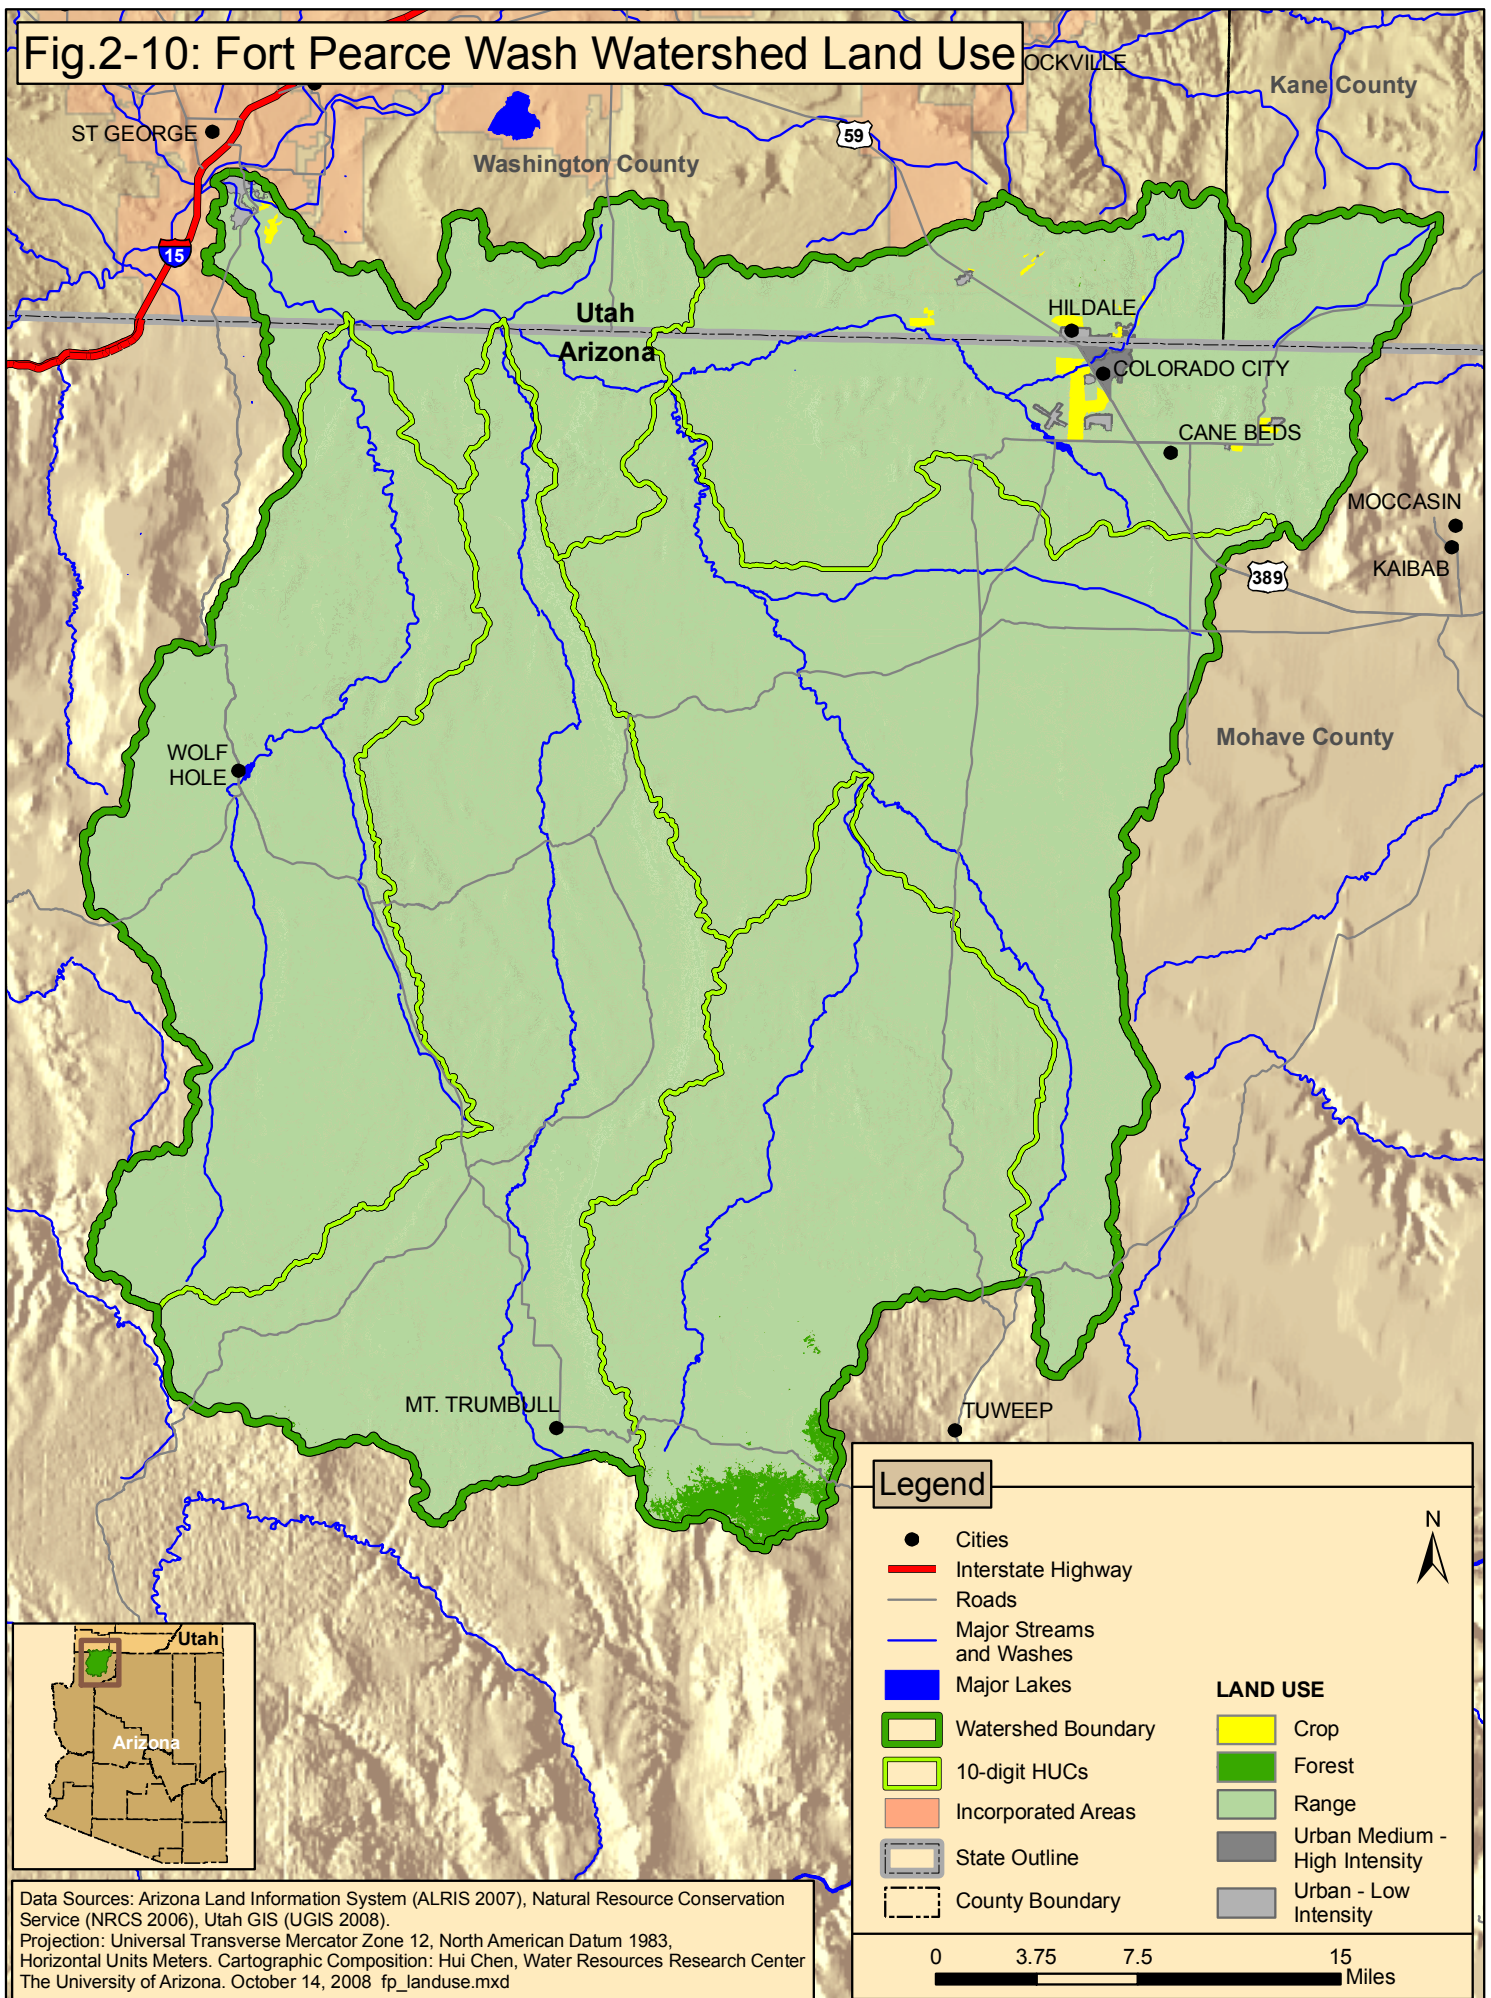 Fig.2-10: Fort Pearce Wash Watershed Land Use
OCKVILLE
Kane County
ST GEORGE
59
Washington County
15
Utah
Arizona
HILDALE
COLORADO CITY
CANE BEDS
MOCCASIN
KAIBAB
389
Mohave County
WOLF
HOLE
MT. TRUMBULL
TUWEEP
Legend
N
Cities
Interstate Highway
Roads
Major Streams
and Washes
Major Lakes
Watershed Boundary
10-digit HUCs
Incorporated Areas
State Outline
County Boundary
LAND USE
Crop
Forest
Range
Urban Medium -
High Intensity
Urban - Low
Intensity
0 3.75 7.5 15
Miles
Utah
Arizona
Data Sources: Arizona Land Information System (ALRIS 2007), Natural Resource Conservation
Service (NRCS 2006), Utah GIS (UGIS 2008).
Projection: Universal Transverse Mercator Zone 12, North American Datum 1983,
Horizontal Units Meters. Cartographic Composition: Hui Chen, Water Resources Research Center
The University of Arizona. October 14, 2008 fp_landuse.mxd